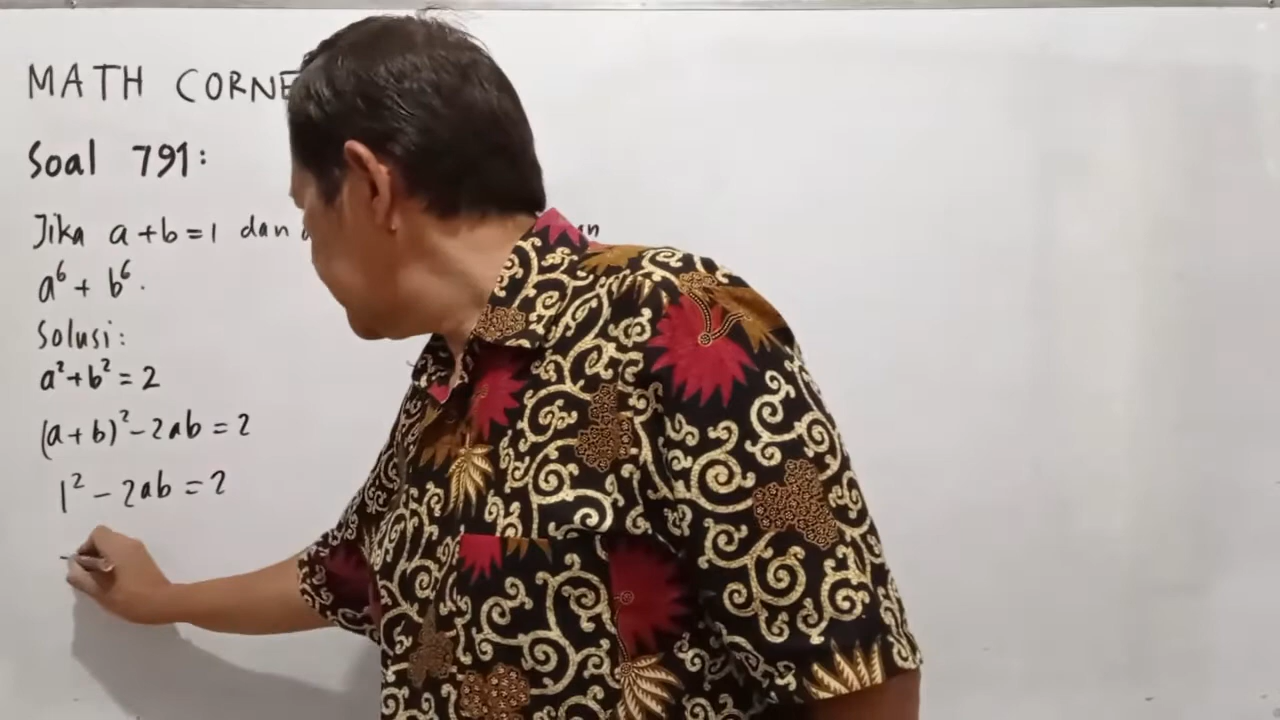 MATH CORNE
Soal 791:
Jika a+b=1 dan
a⁶ + b⁶.
Solusi:
a²+b² = 2
(a+b)² - 2ab = 2
1² - 2ab = 2